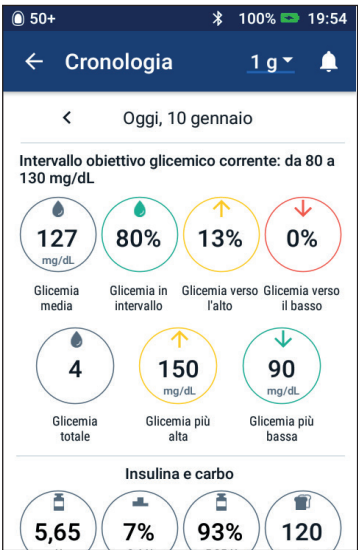 50+ 100% 19:54
Cronologia 1 g
Oggi, 10 gennaio
Intervallo obiettivo glicemico corrente: da 80 a
130 mg/dL
127 80% 13% 0%
mg/dL
Glicemia Glicemia in Glicemia verso Glicemia verso
media intervallo l'alto il basso
4 150 90
mg/dL mg/dL
Glicemia Glicemia più Glicemia più
totale alta bassa
Insulina e carbo
5,65 7% 93% 120